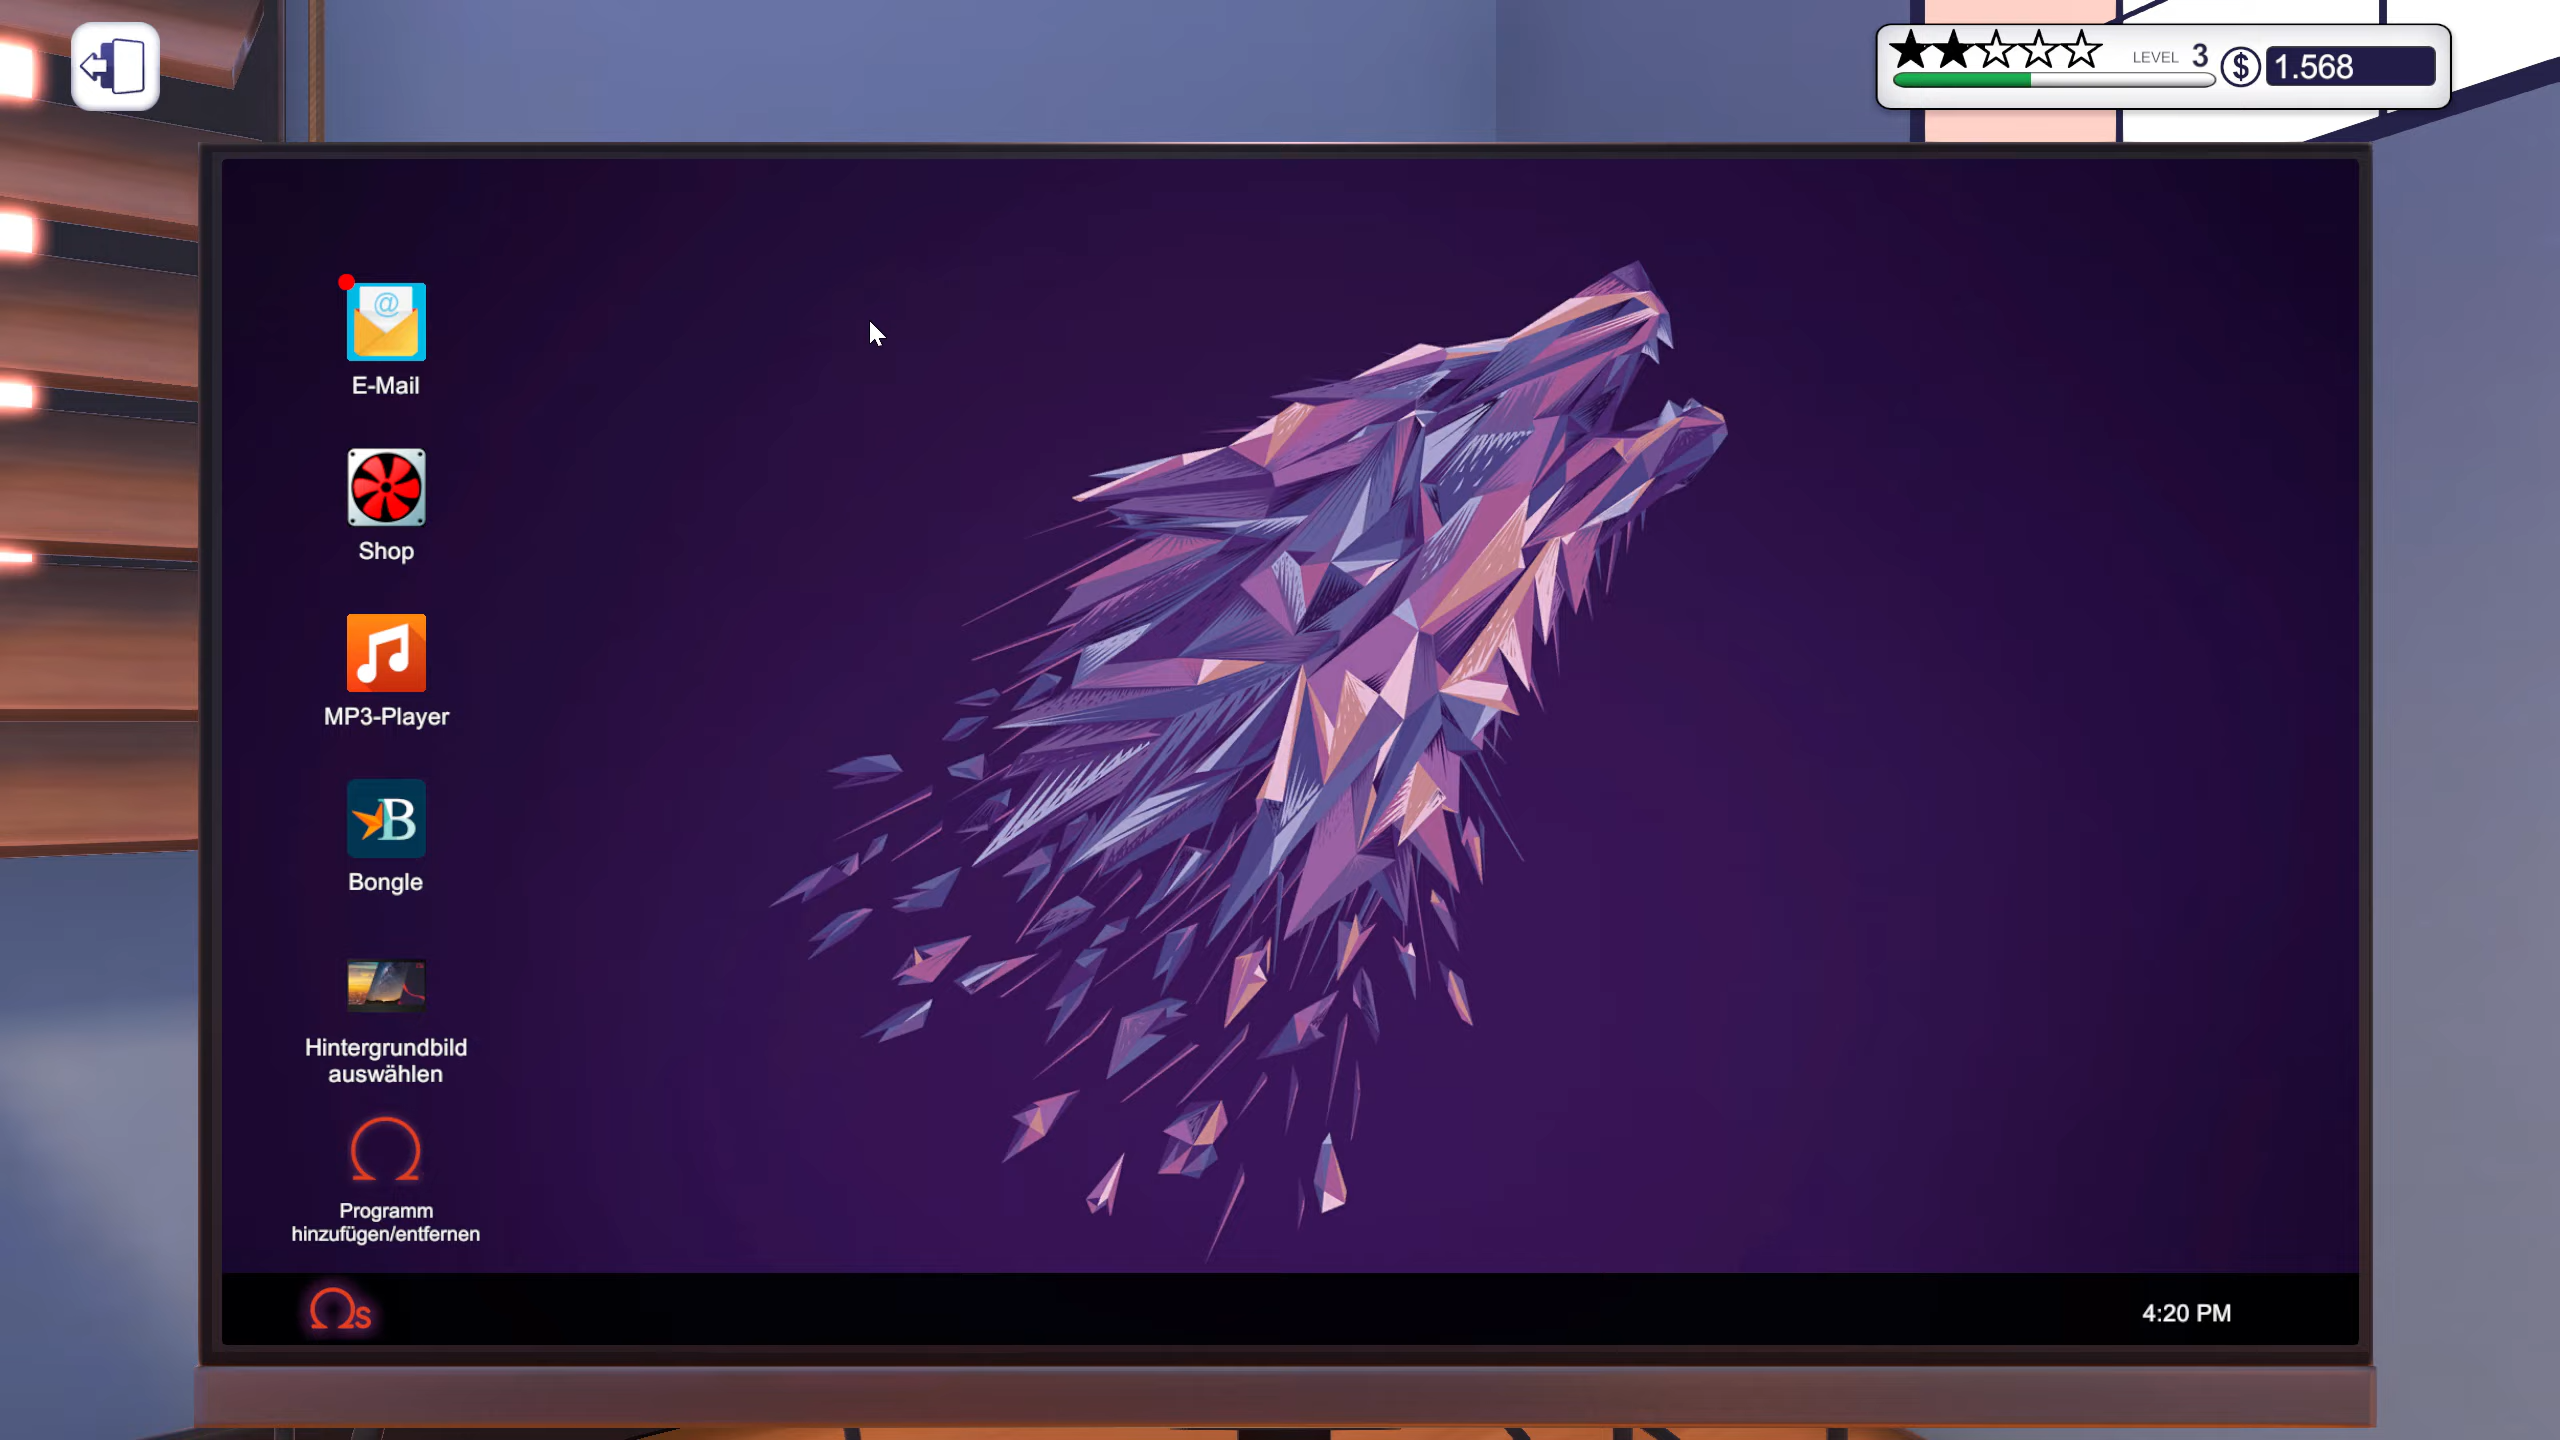 LEVEL 3
$ 1.568
@
E-Mail
Shop
MP3-Player
B
Bongle
Hintergrundbild
auswählen
Programm
hinzufügen/entfernen
Ωs
4:20 PM